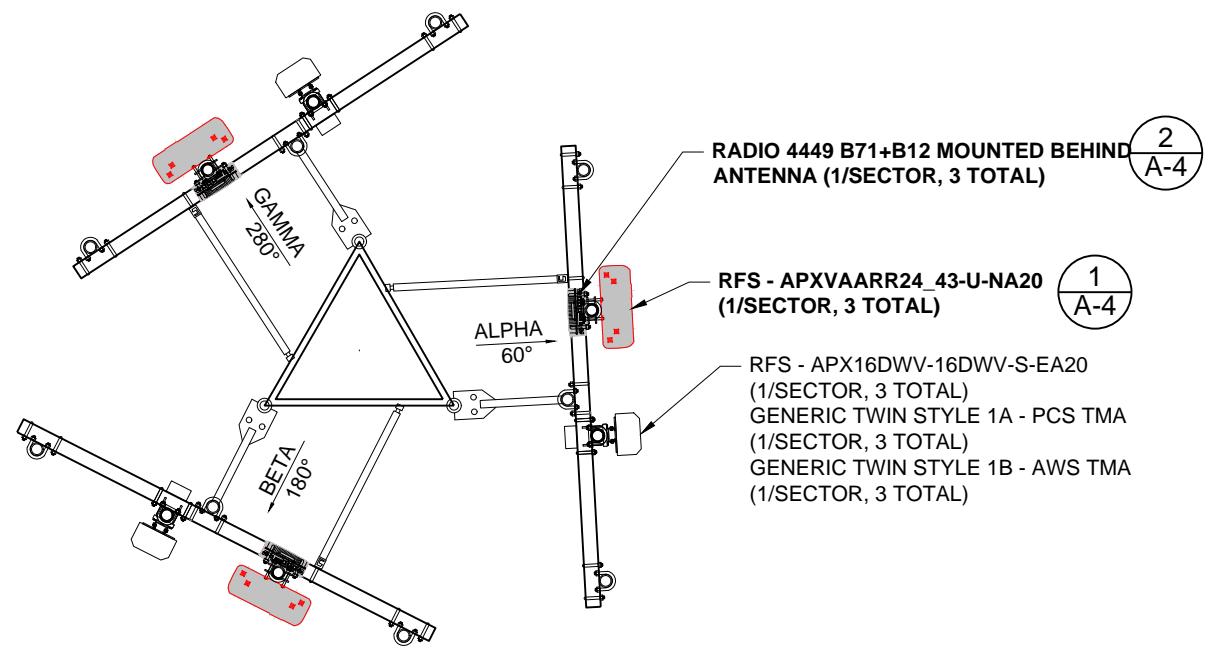 RADIO 4449 B71+B12 MOUNTED BEHIND
ANTENNA (1/SECTOR, 3 TOTAL)
2
A-4
GAMMA
280°
RFS - APXVAARR24_43-U-NA20
(1/SECTOR, 3 TOTAL)
1
A-4
ALPHA
60°
RFS - APX16DWV-16DWV-S-EA20
(1/SECTOR, 3 TOTAL)
GENERIC TWIN STYLE 1A - PCS TMA
(1/SECTOR, 3 TOTAL)
GENERIC TWIN STYLE 1B - AWS TMA
(1/SECTOR, 3 TOTAL)
BETA
180°